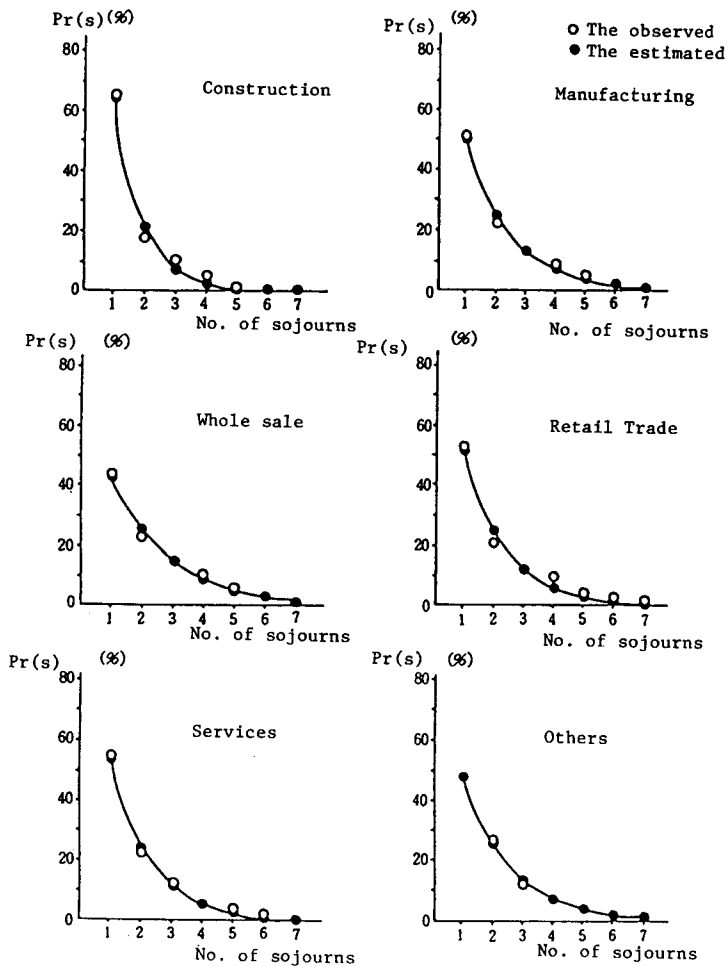 Pr(s) (%)
80
60
40
20
0
1 2 3 4 5 6 7
No. of sojourns
Construction
○ The observed
● The estimated
Pr(s) (%)
80
60
40
20
0
1 2 3 4 5 6 7
No. of sojourns
Manufacturing
Pr(s) (%)
80
60
40
20
0
1 2 3 4 5 6 7
No. of sojourns
Whole sale
Pr(s) (%)
80
60
40
20
0
1 2 3 4 5 6 7
No. of sojourns
Retail Trade
Pr(s) (%)
80
60
40
20
0
1 2 3 4 5 6 7
No. of sojourns
Services
Pr(s) (%)
80
60
40
20
0
1 2 3 4 5 6 7
No. of sojourns
Others